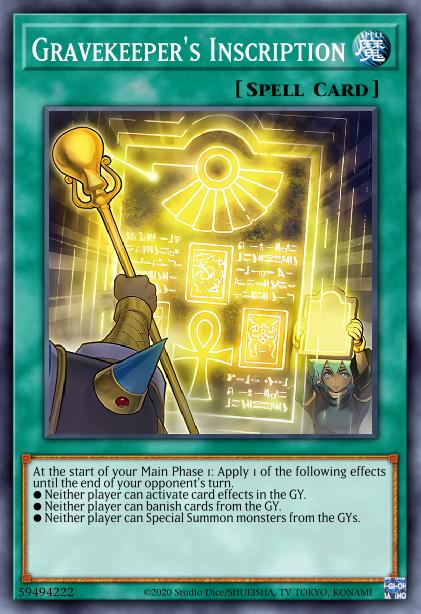 GRAVEKEEPER'S INSCRIPTION
SPELL
魔
[SPELL CARD]
At the start of your Main Phase 1: Apply 1 of the following effects
until the end of your opponent's turn.
● Neither player can activate card effects in the GY.
● Neither player can banish cards from the GY.
● Neither player can Special Summon monsters from the GYs.
59494222
©2020 Studio Dice/SHUEISHA, TV TOKYO, KONAMI